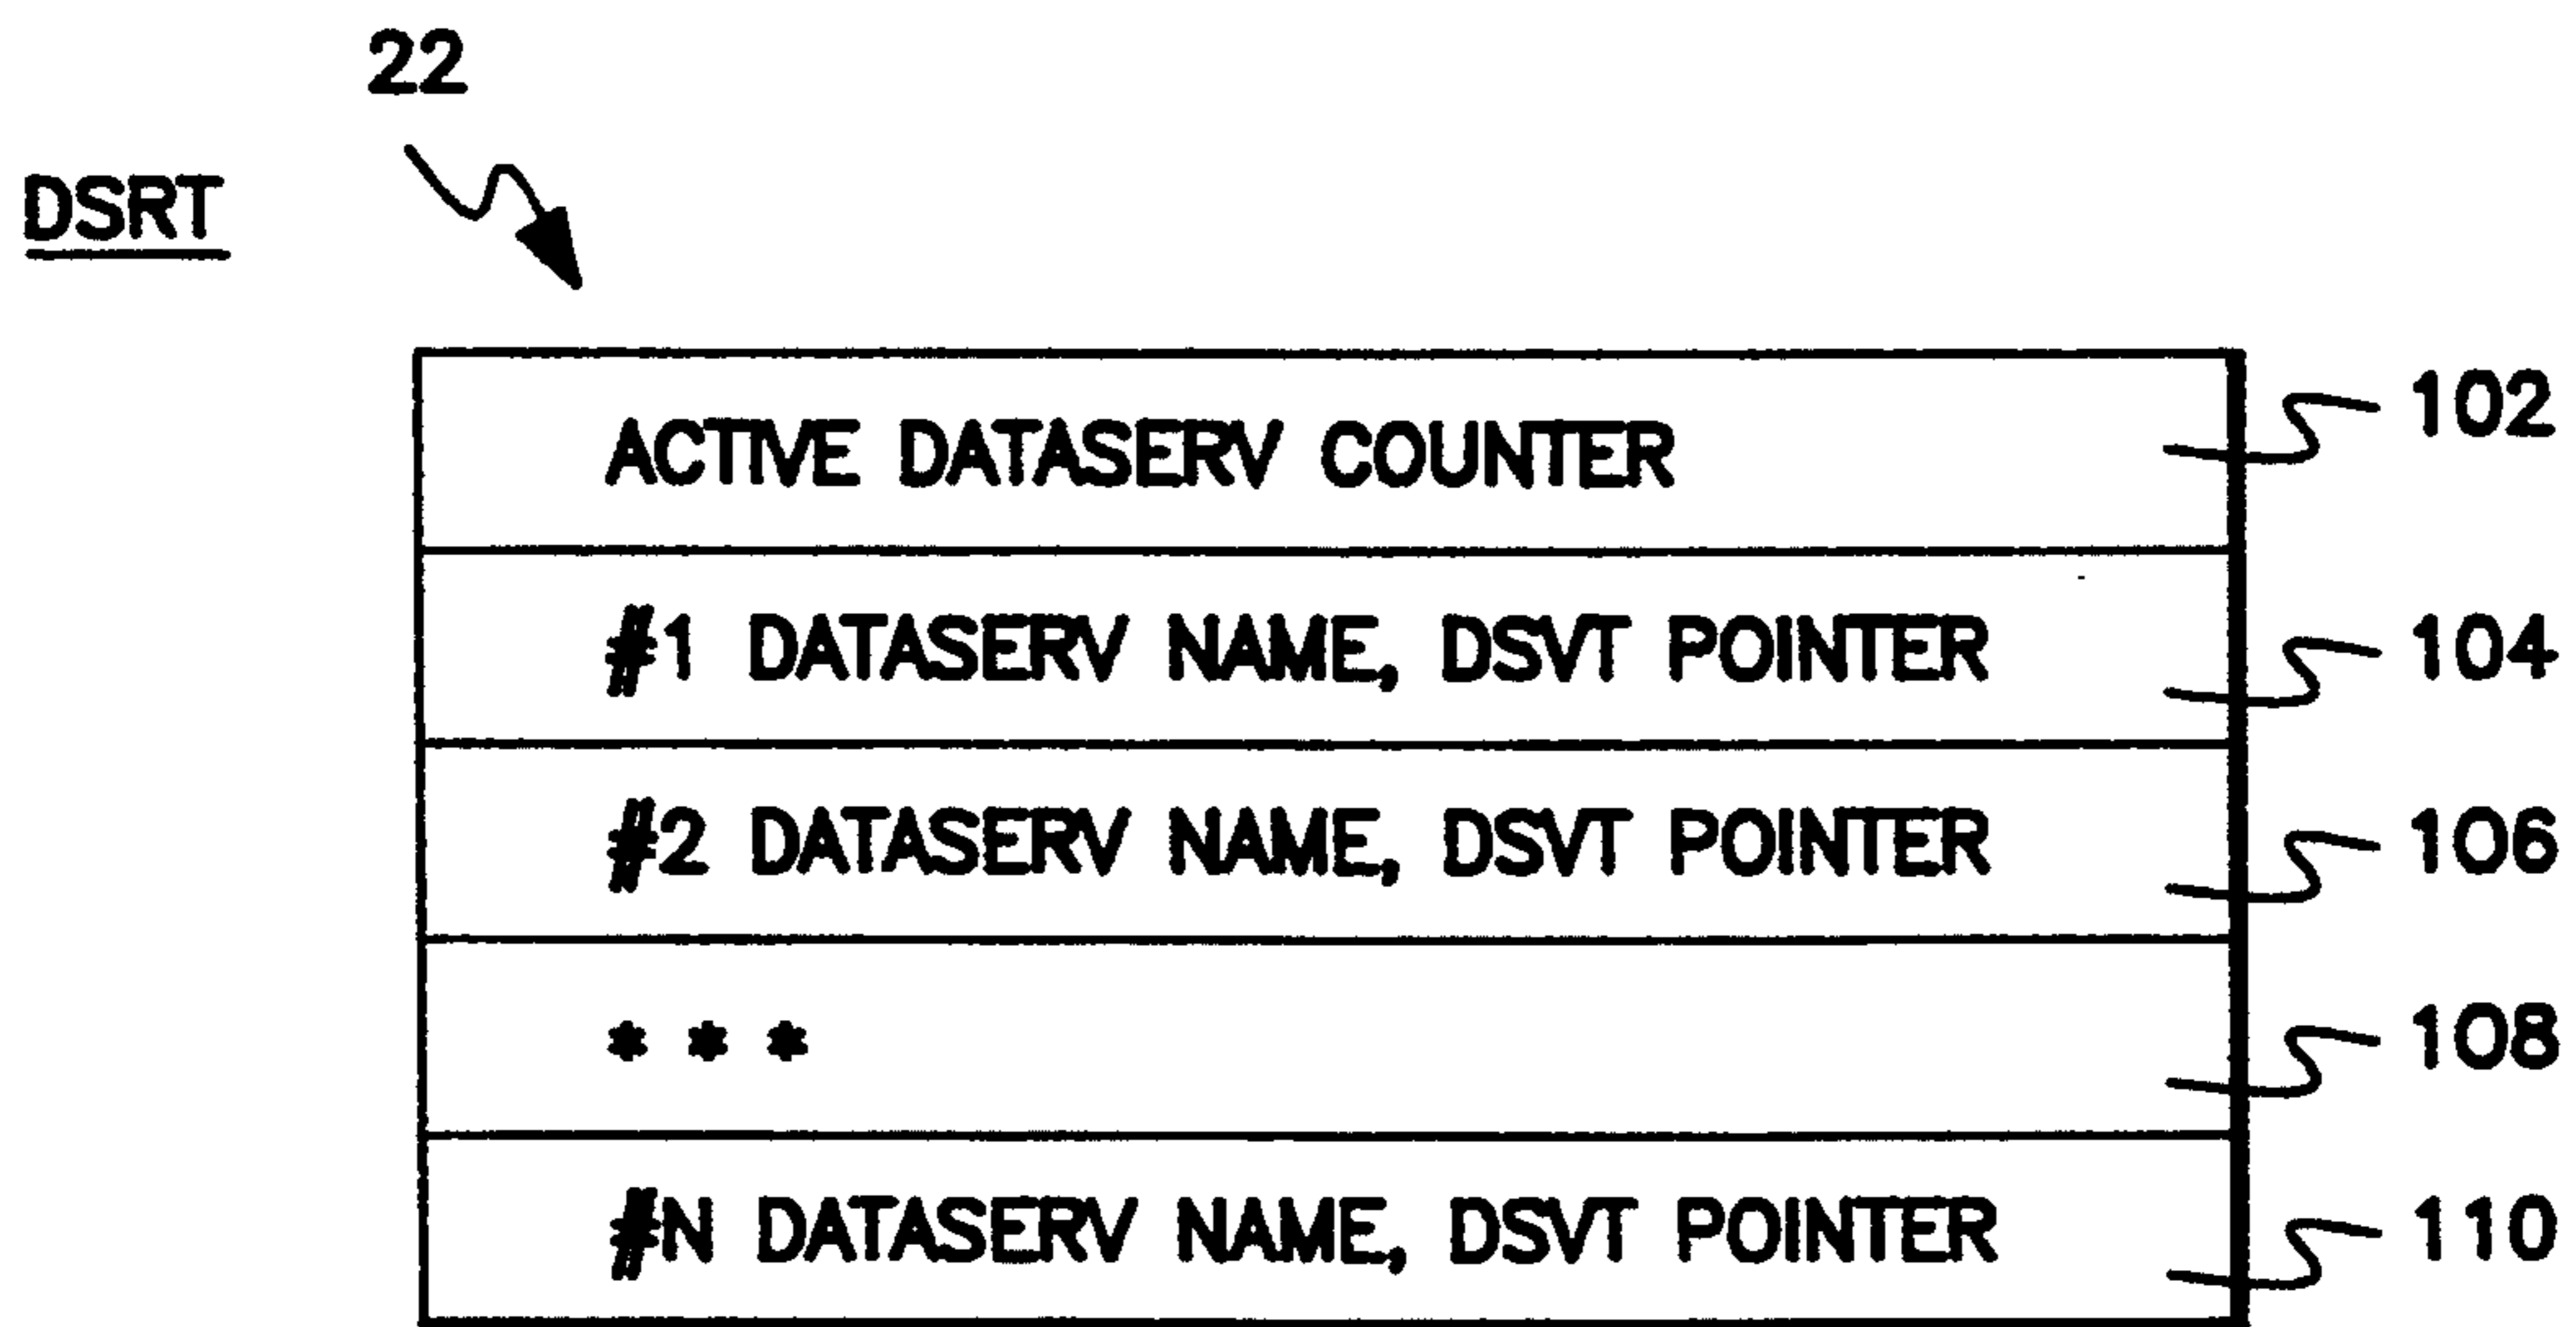 22
DSRT
ACTIVE DATASERV COUNTER 102
#1 DATASERV NAME, DSVT POINTER 104
#2 DATASERV NAME, DSVT POINTER 106
* * * 108
#N DATASERV NAME, DSVT POINTER 110